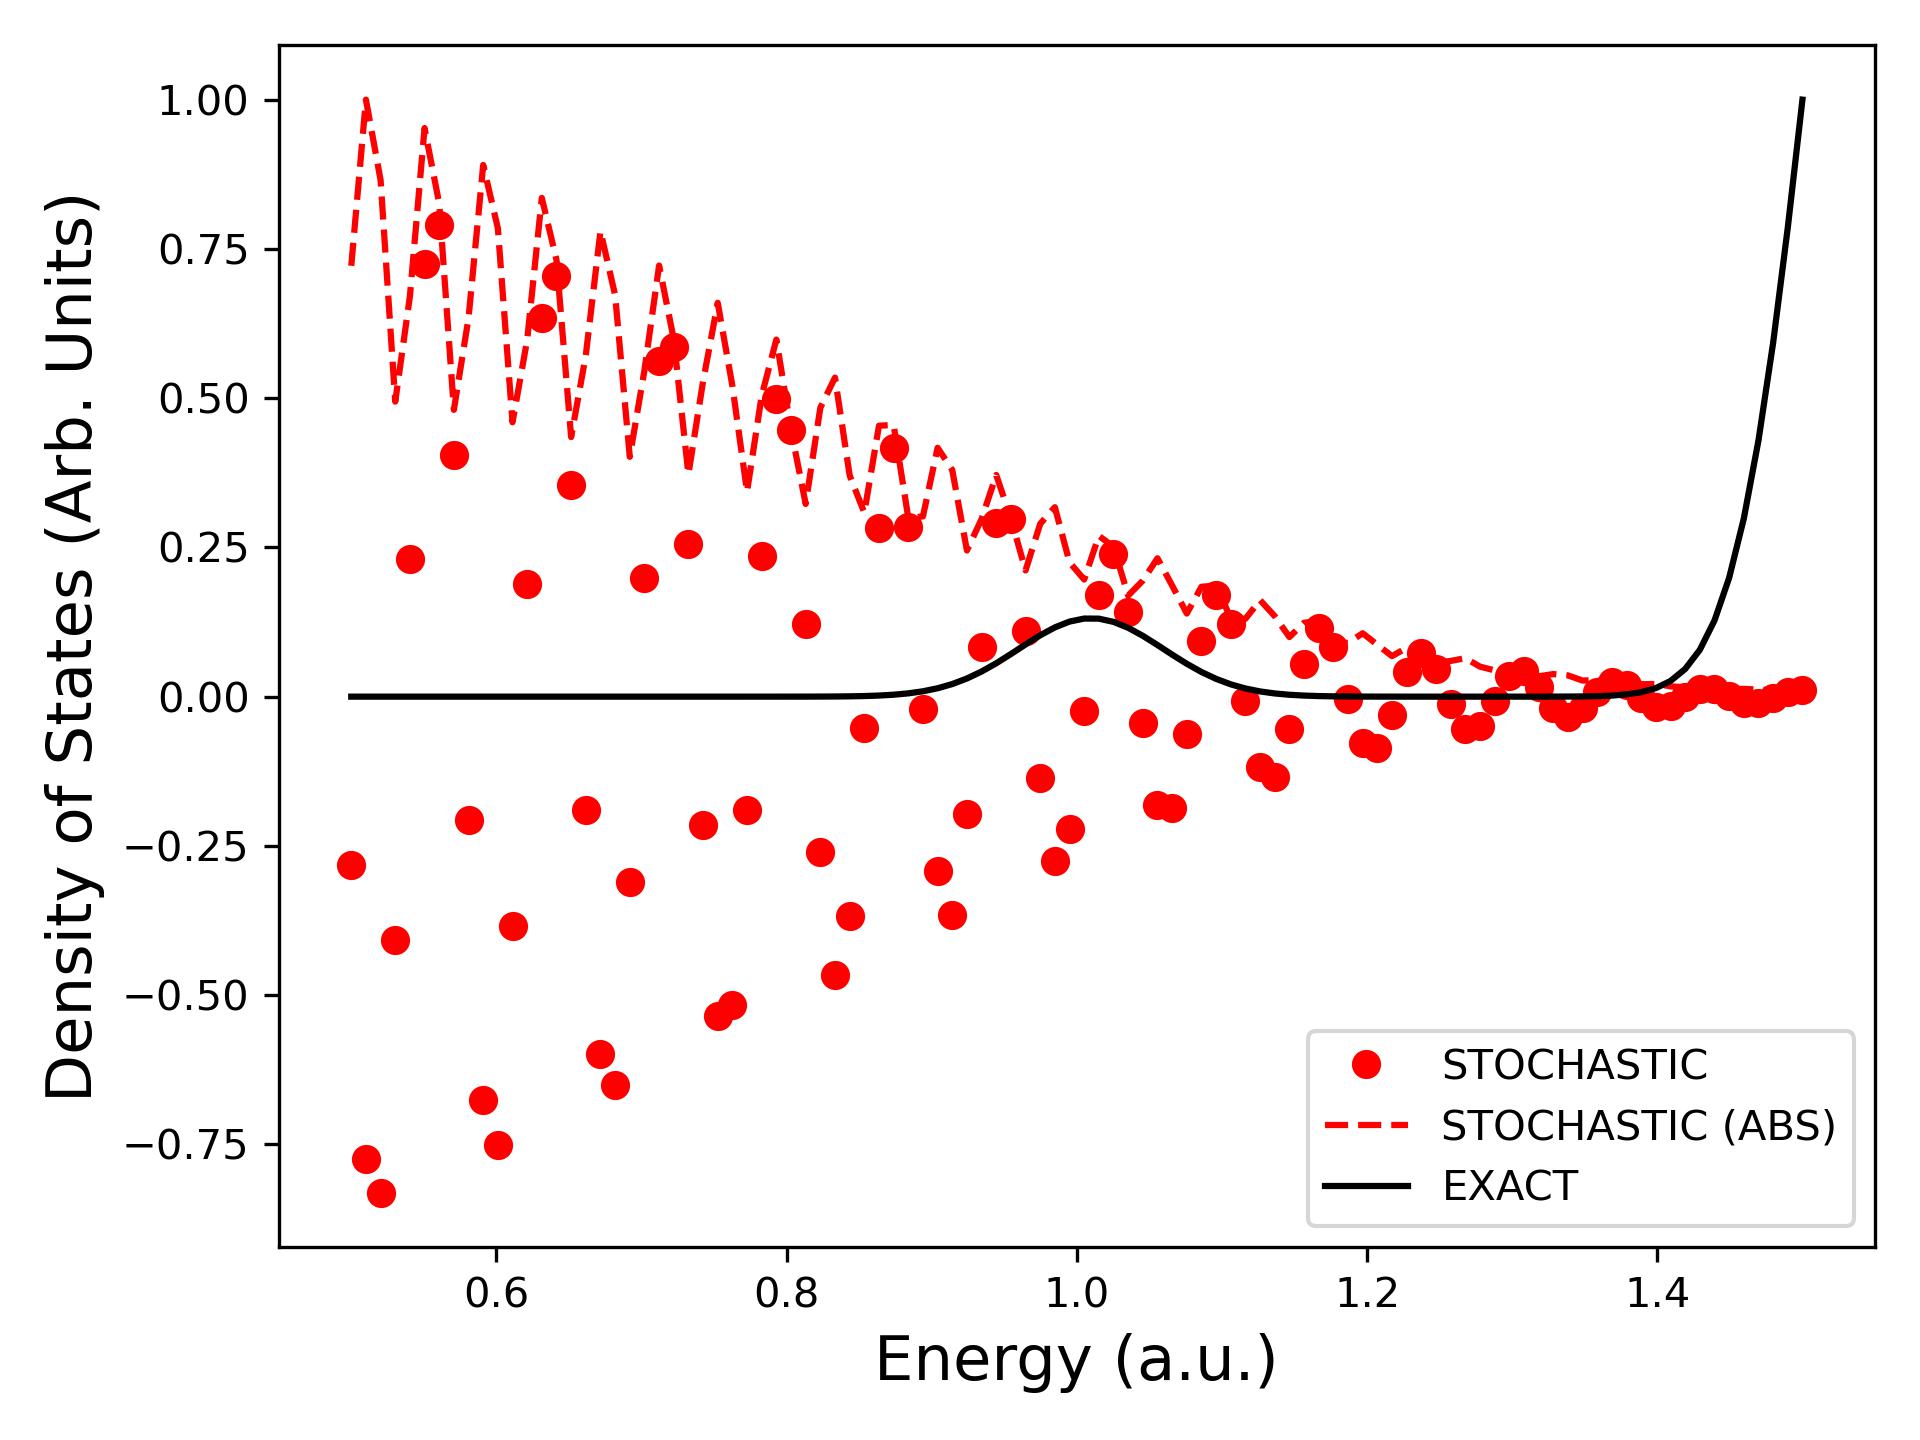 Density of States (Arb. Units)
1.00
0.75
0.50
0.25
0.00
−0.25
−0.50
−0.75
0.6 0.8 1.0 1.2 1.4
Energy (a.u.)
STOCHASTIC
STOCHASTIC (ABS)
EXACT